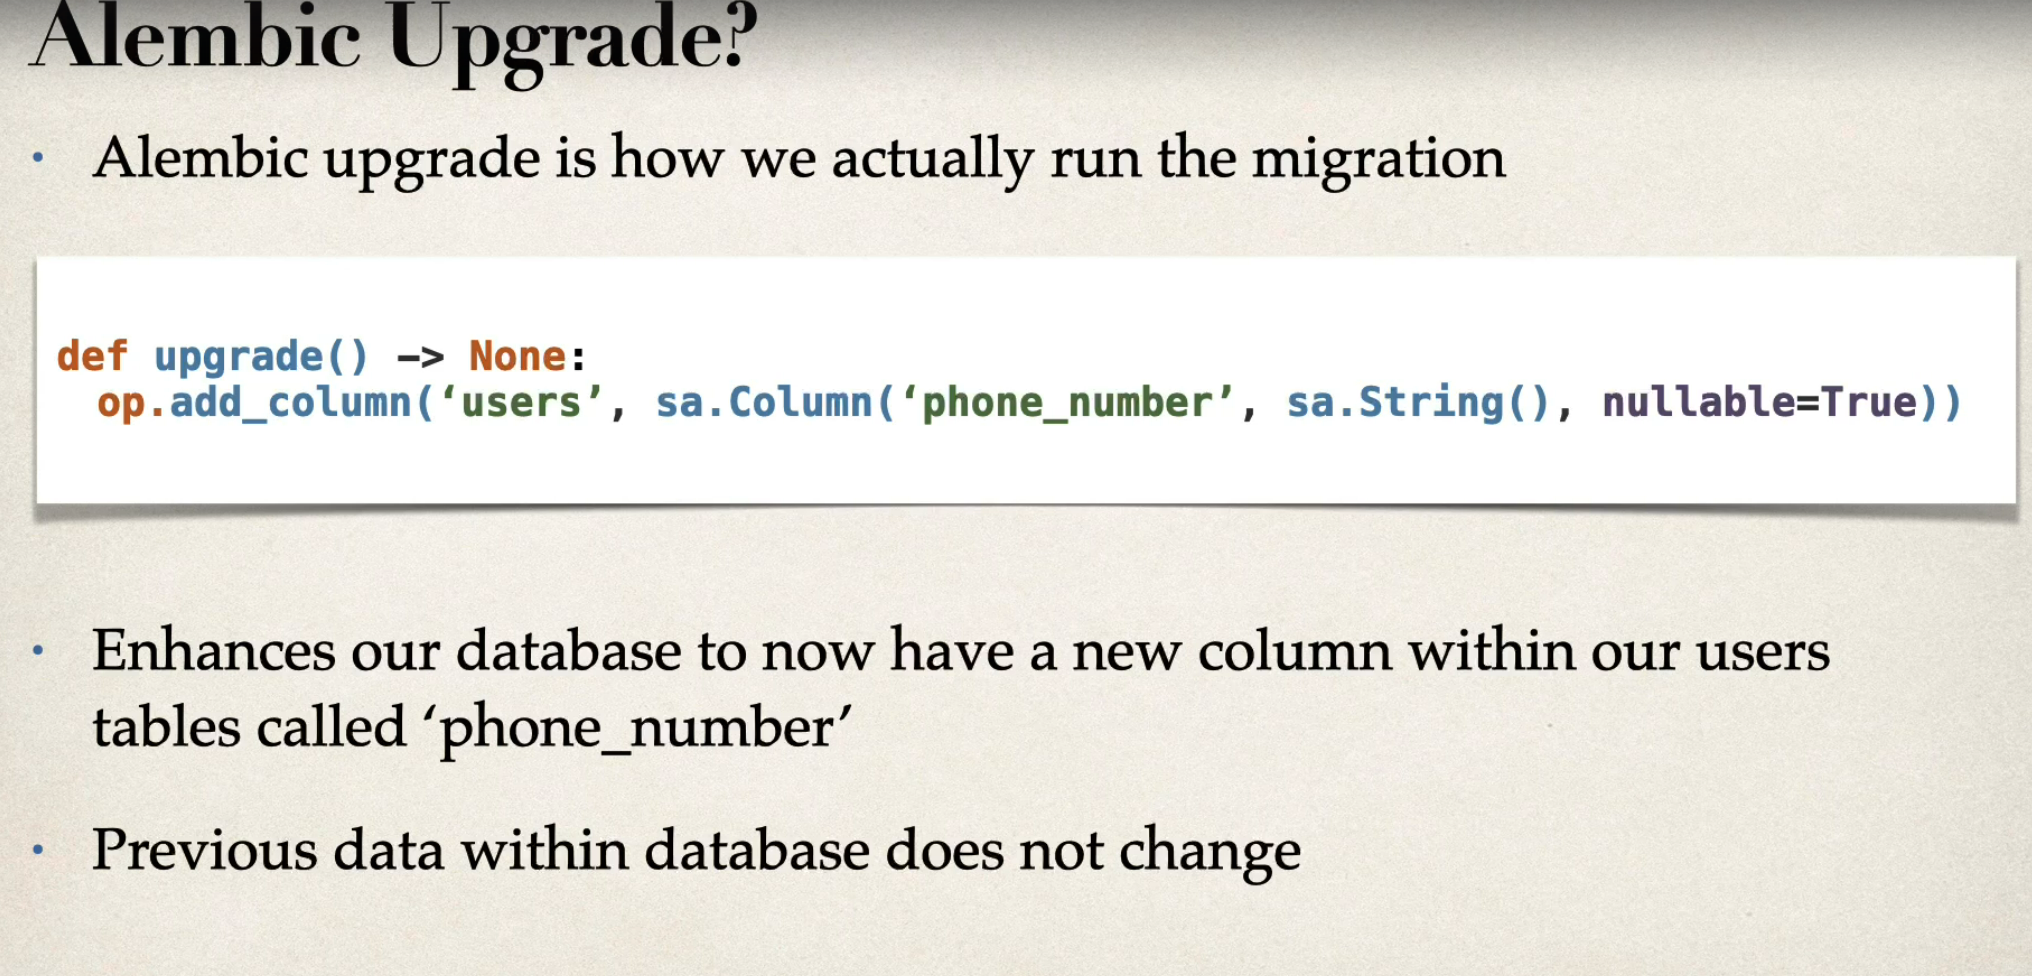 Alembic Upgrade?
• Alembic upgrade is how we actually run the migration
def upgrade() –> None:
op.add_column(‘users’, sa.Column(‘phone_number’, sa.String(), nullable=True))
• Enhances our database to now have a new column within our users
tables called ‘phone_number’
• Previous data within database does not change